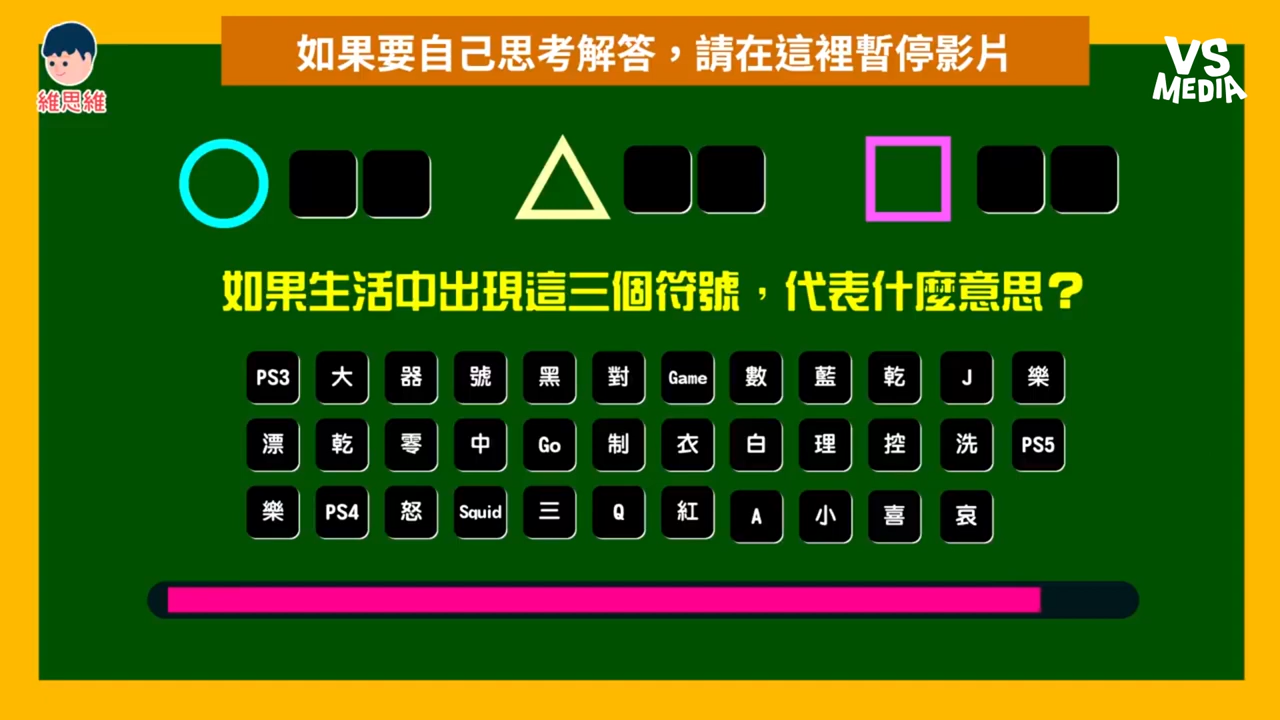 如果要自己思考解答，請在這裡暫停影片
維思維
VS
MEDIA
如果生活中出現這三個符號，代表什麼意思？
PS3 大 器 號 黑 對 Game 數 藍 乾 J 樂
漂 乾 零 中 Go 制 衣 白 理 控 洗 PS5
樂 PS4 怒 Squid 三 Q 紅 A 小 喜 哀